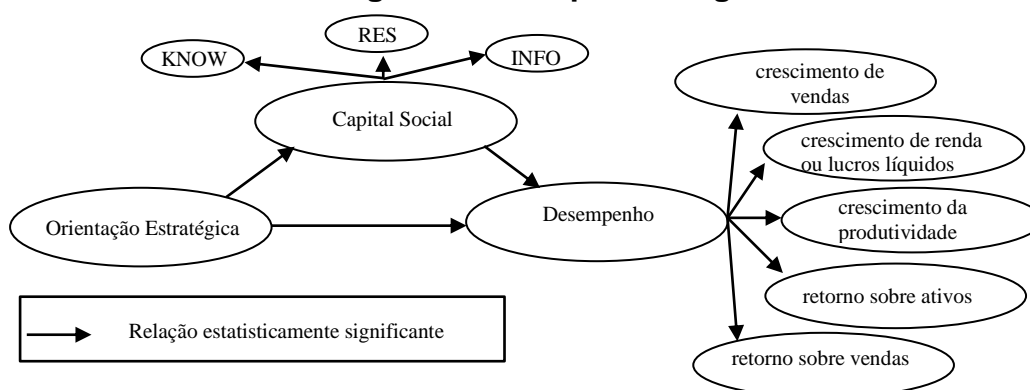 RES
KNOW
INFO
crescimento de
vendas
Capital Social
crescimento de renda
ou lucros líquidos
Desempenho
Orientação Estratégica
crescimento da
produtividade
retorno sobre ativos
Relação estatisticamente significante
retorno sobre vendas